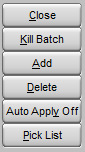 Close
Kill Batch
Add
Delete
Auto Apply Off
Pick List